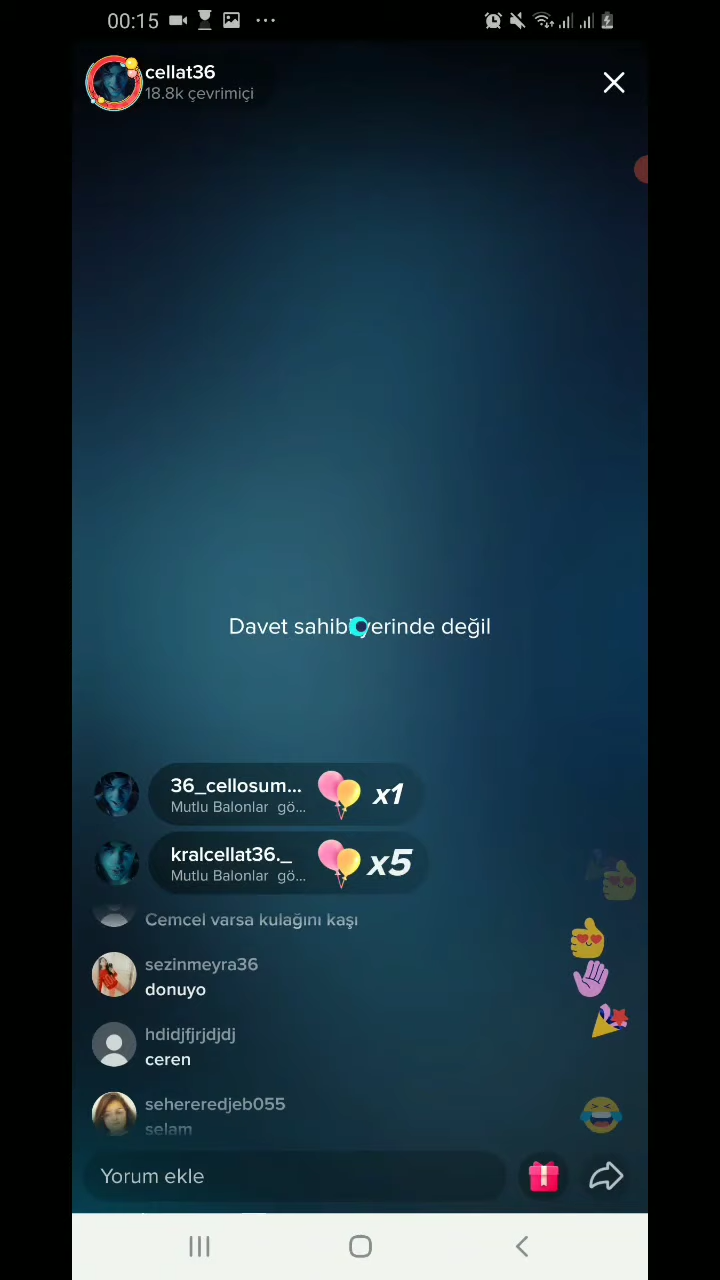 00:15
cellat36
18.8k çevrimiçi
Davet sahibi yerinde değil
36_cellosum...
Mutlu Balonlar gö...
x1
kralcellat36._
Mutlu Balonlar gö...
x5
Cemcel varsa kulağını kaşı
sezinmeyra36
donuyo
hdidjfjrjdjdj
ceren
sehereredjeb055
selam
Yorum ekle